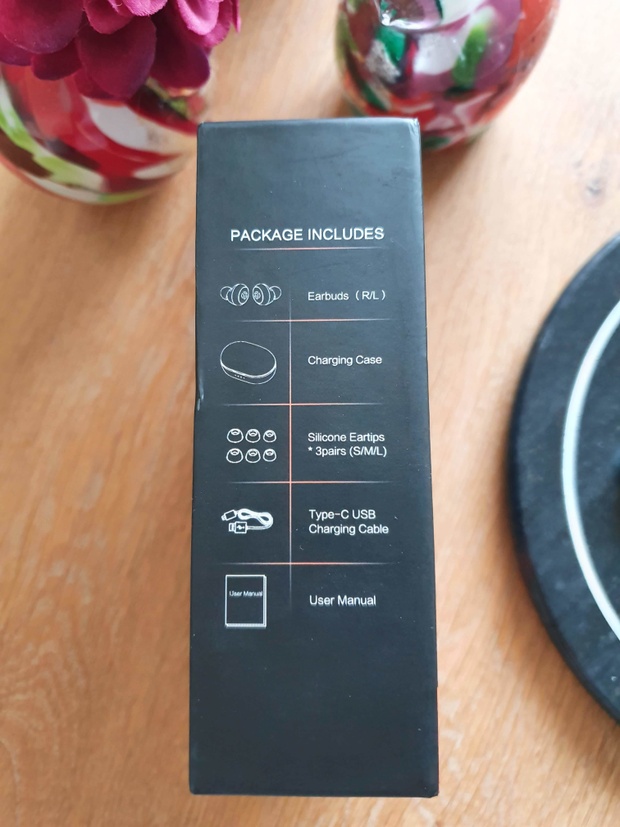 PACKAGE INCLUDES
Earbuds ( R/L )
Charging Case
Silicone Eartips
* 3pairs (S/M/L)
Type-C USB
Charging Cable
User Manual
User Manual